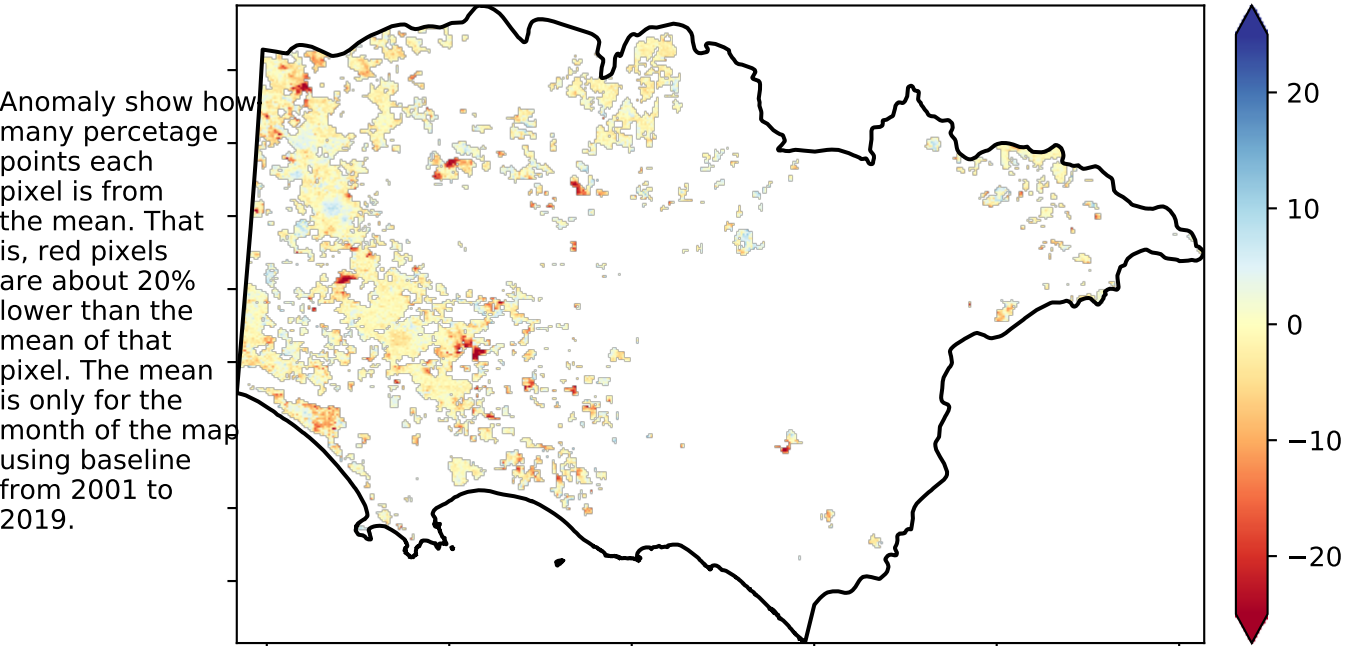 Anomaly show how
many percetage
points each
pixel is from
the mean. That
is, red pixels
are about 20%
lower than the
mean of that
pixel. The mean
is only for the
month of the map
using baseline
from 2001 to
2019.
20
10
0
−10
−20